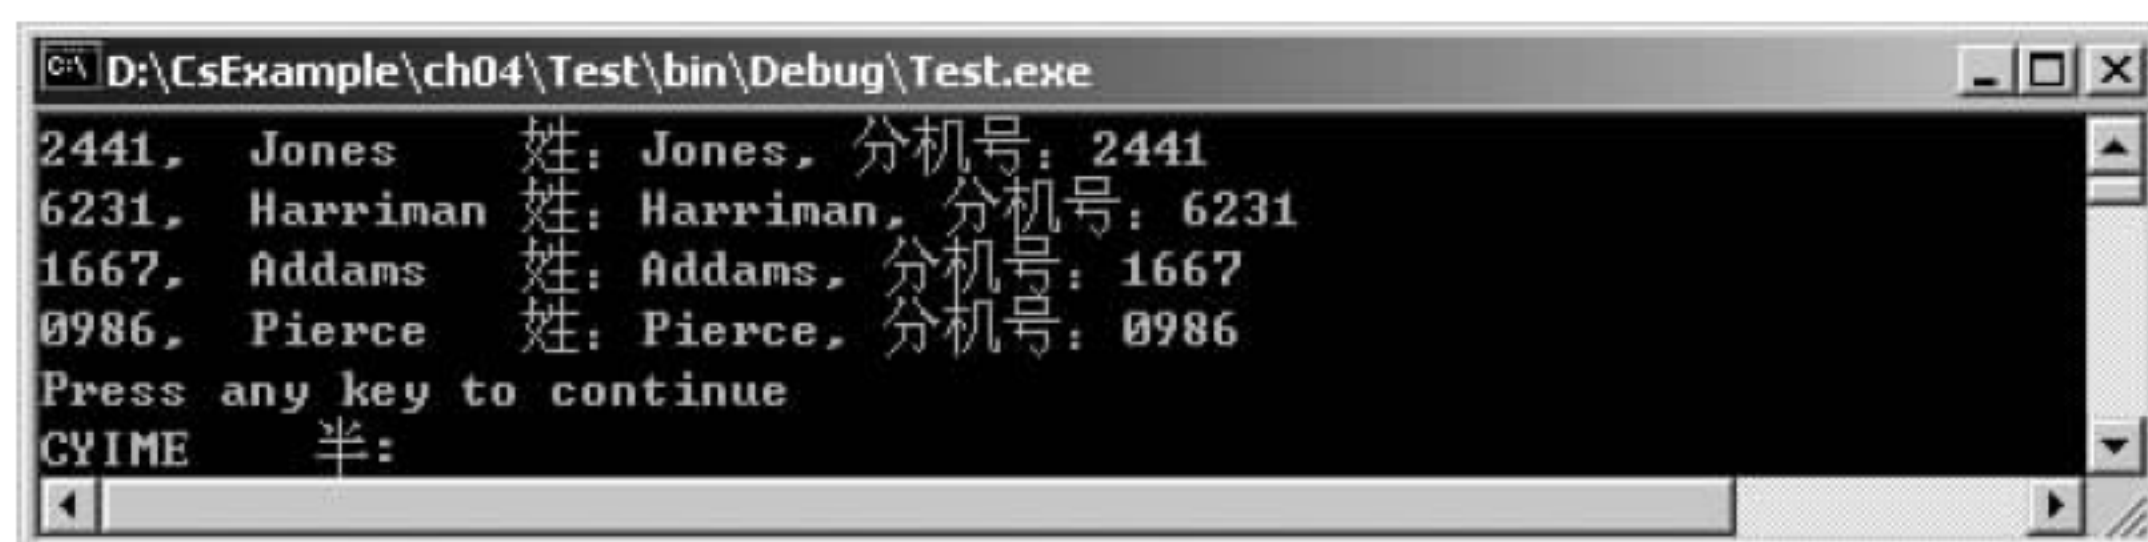 D:\CsExample\ch04\Test\bin\Debug\Test.exe
2441, Jones 姓：Jones, 分机号：2441
6231, Harriman 姓：Harriman, 分机号：6231
1667, Addams 姓：Addams, 分机号：1667
0986, Pierce 姓：Pierce, 分机号：0986
Press any key to continue
CYIME 半: